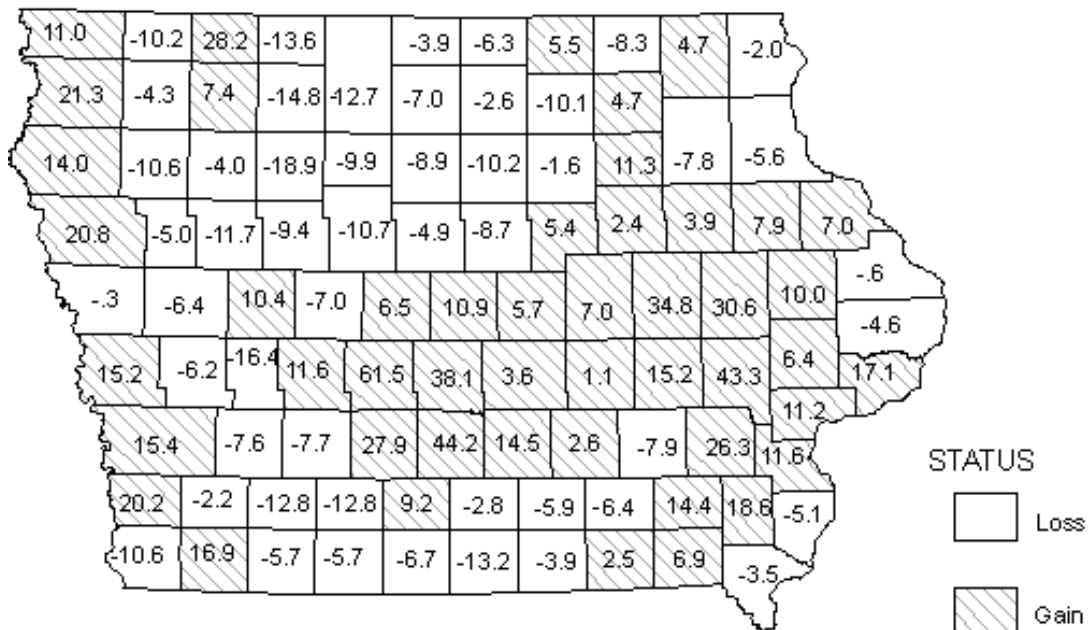 11.0 -10.2 28.2 -13.6 -3.9 -6.3 5.5 -8.3 4.7 -2.0
21.3 -4.3 7.4 -14.8 -12.7 -7.0 -2.6 -10.1 4.7
14.0 -10.6 -4.0 -18.9 -9.9 -8.9 -10.2 -1.6 11.3 -7.8 -5.6
20.8 -5.0 -11.7 -9.4 -10.7 -4.9 -8.7 5.4 2.4 3.9 7.9 7.0
-.3 -6.4 10.4 -7.0 6.5 10.9 5.7 7.0 34.8 30.6 10.0 -.6
-4.6
15.2 -6.2 -16.4 11.6 61.5 38.1 3.6 1.1 15.2 43.3 6.4 17.1
11.2
15.4 -7.6 -7.7 27.9 44.2 14.5 2.6 -7.9 26.3 11.6
STATUS
20.2 -2.2 -12.8 -12.8 9.2 -2.8 -5.9 -6.4 14.4 18.6 -5.1
Loss
-10.6 16.9 -5.7 -5.7 -6.7 -13.2 -3.9 2.5 6.9 -3.5
Gain